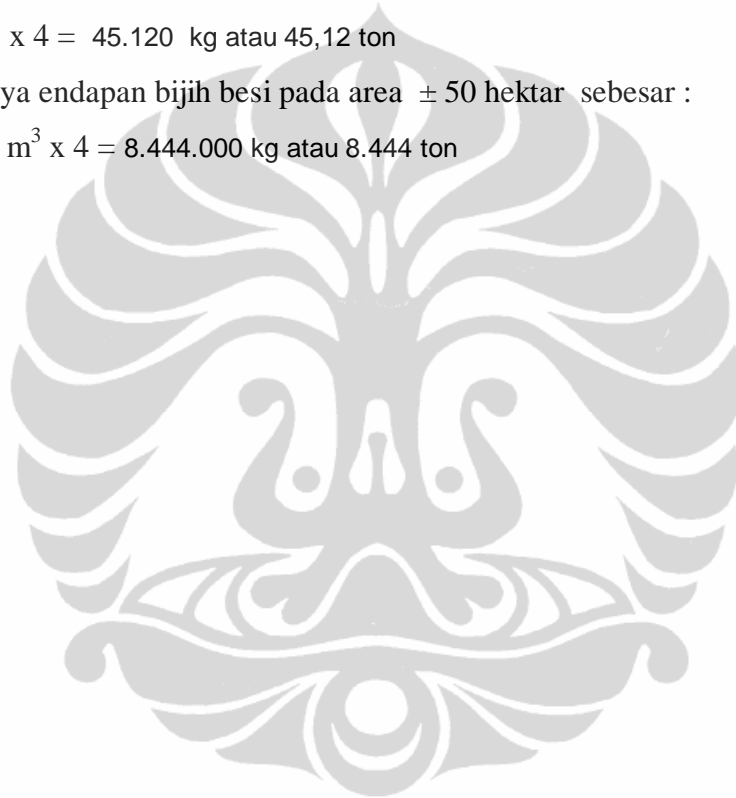 x 4 = 45.120 kg atau 45,12 ton
ya endapan bijih besi pada area ± 50 hektar sebesar :
m³ x 4 = 8.444.000 kg atau 8.444 ton